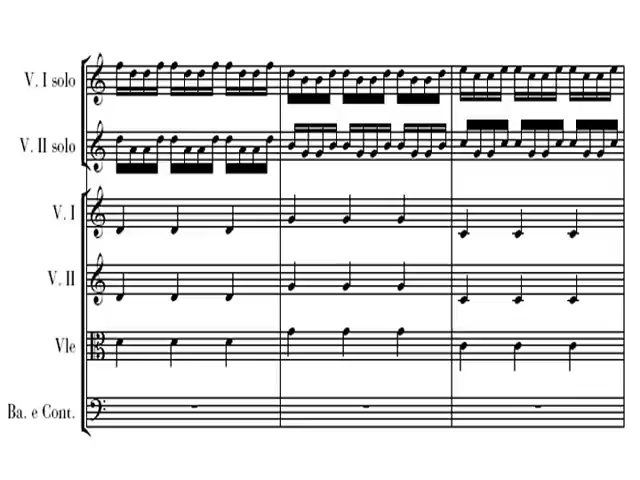 V. I solo
V. II solo
V. I
V. II
Vle
Ba. e Cont.